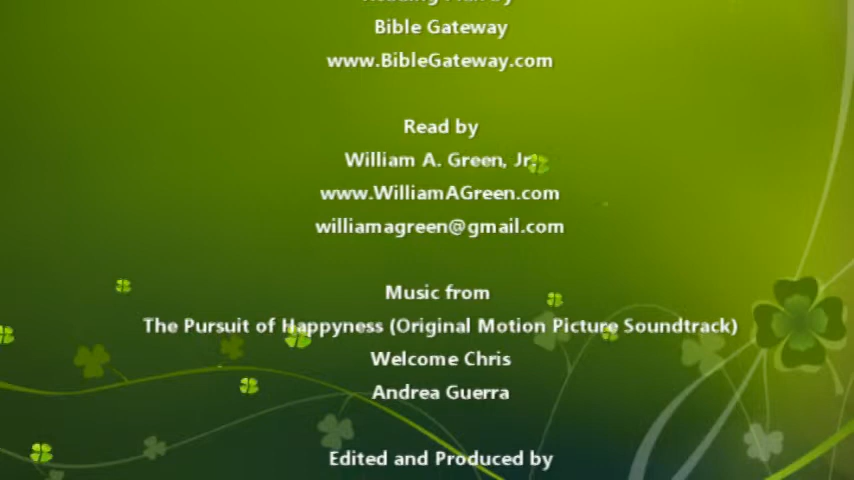 Bible Gateway
www.BibleGateway.com
Read by
William A. Green, Jr.
www.WilliamAGreen.com
williamagreen@gmail.com
Music from
The Pursuit of Happyness (Original Motion Picture Soundtrack)
Welcome Chris
Andrea Guerra
Edited and Produced by